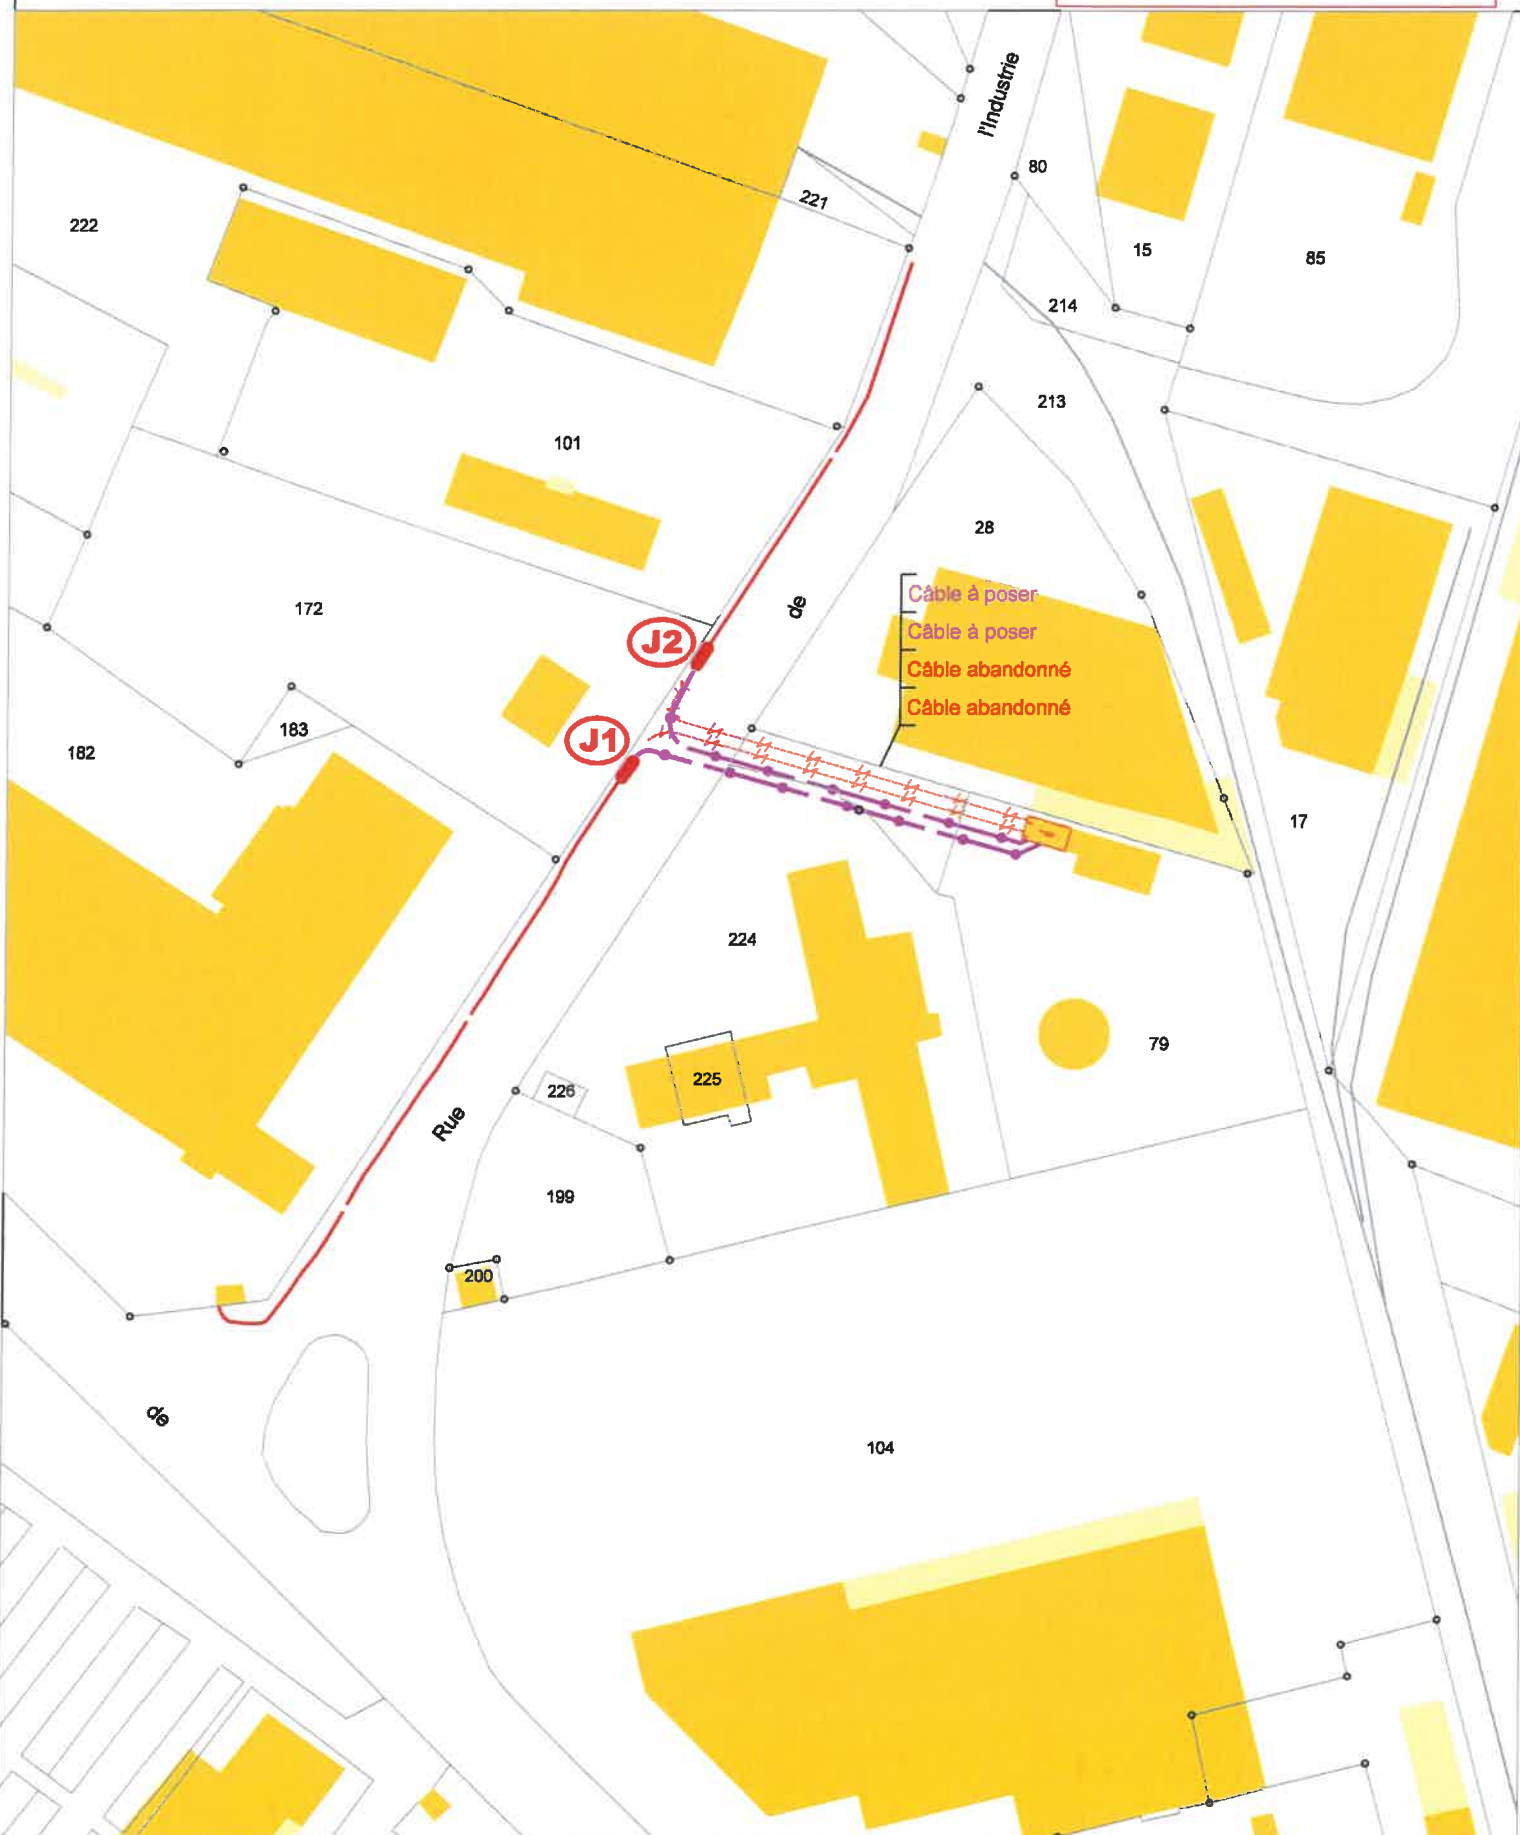 l'Industrie
80
221
222
15
85
214
213
101
28
Câble à poser
de
172
Câble à poser
J2
Câble abandonné
Câble abandonné
183
J1
182
17
224
79
225
226
Rue
199
200
de
104